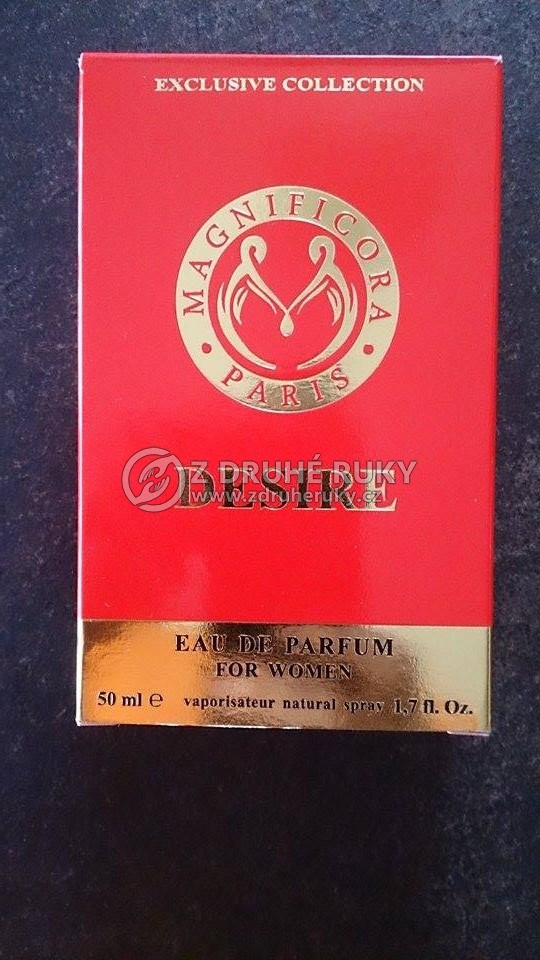 EXCLUSIVE COLLECTION
MAGNIFICORA
• PARIS •
Z DRUHÉ RUKY
www.zdruheruky.cz
DESIRE
EAU DE PARFUM
FOR WOMEN
50 ml ℮ vaporisateur natural spray 1,7 fl. Oz.